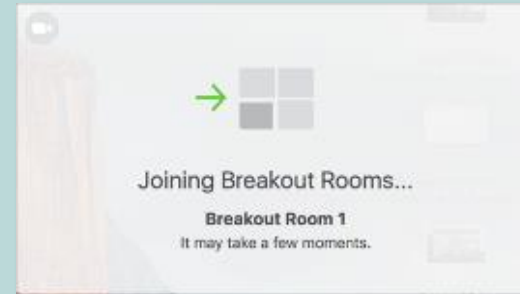 Joining Breakout Rooms...
Breakout Room 1
It may take a few moments.